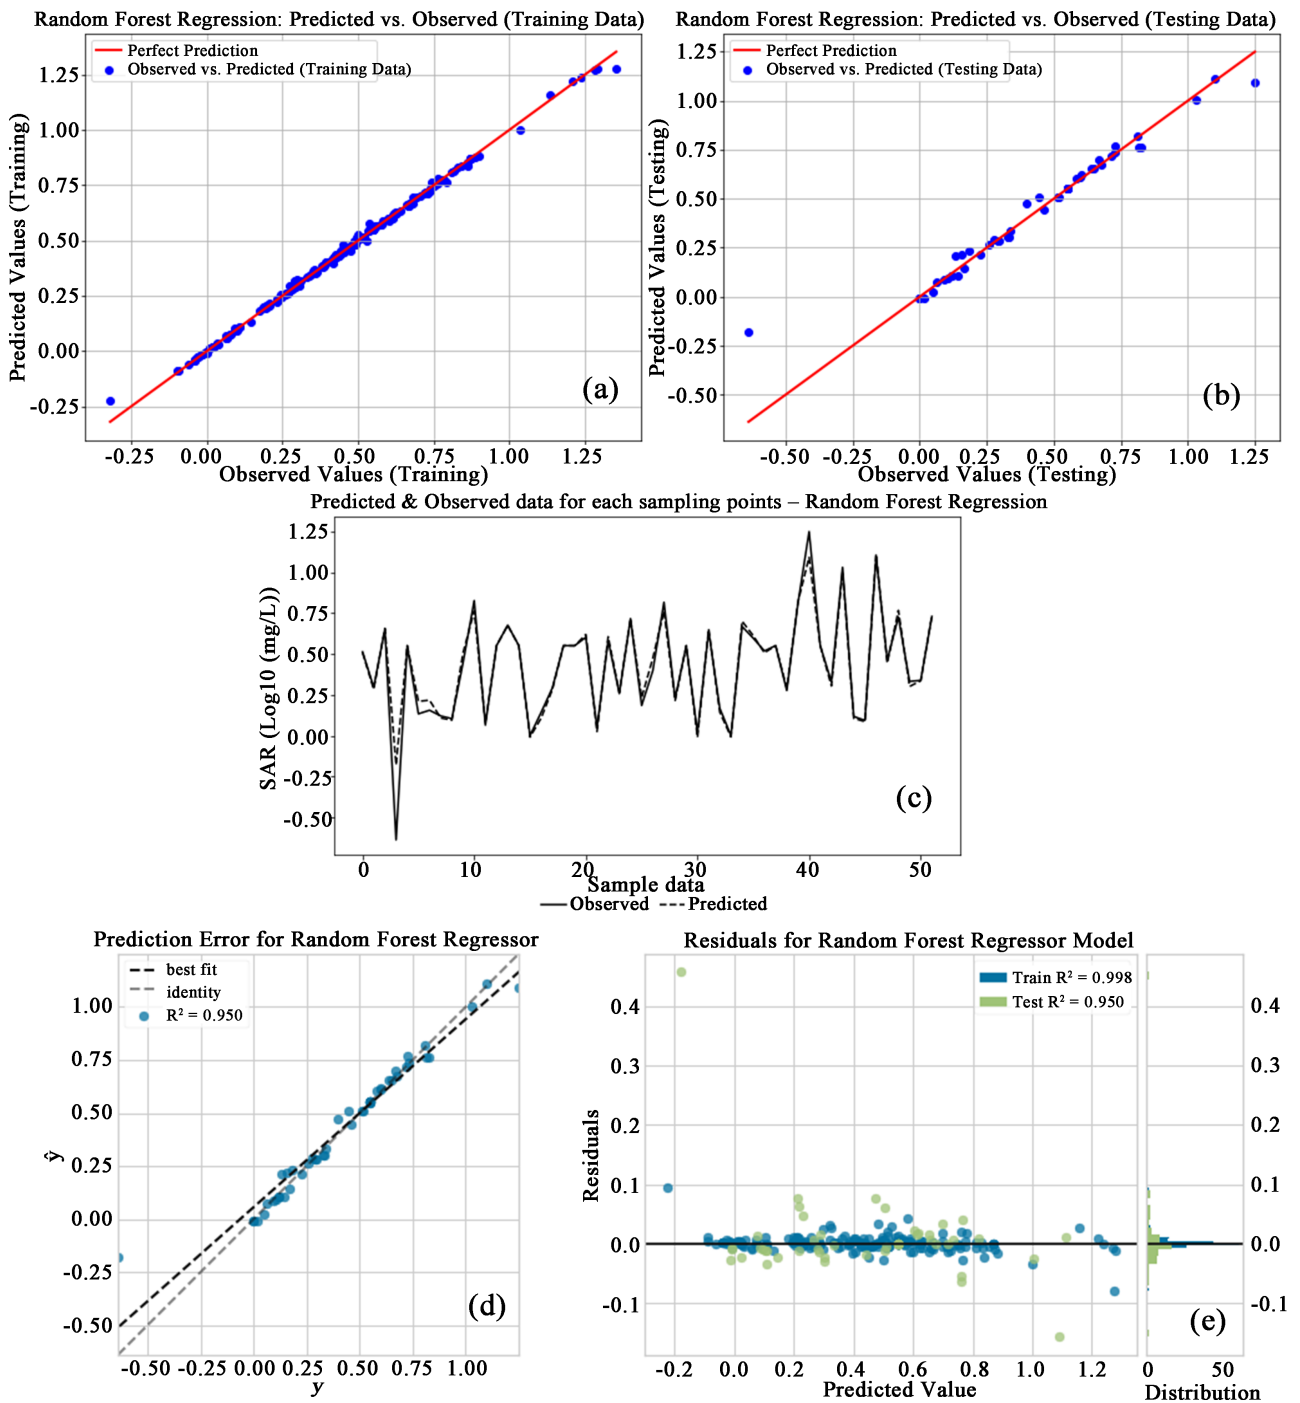 Random Forest Regression: Predicted vs. Observed (Training Data)
Perfect Prediction
Observed vs. Predicted (Training Data)
Predicted Values (Training)
1.25
1.00
0.75
0.50
0.25
0.00
-0.25
(a)
-0.25 0.00 0.25 0.50 0.75 1.00 1.25
Observed Values (Training)
Random Forest Regression: Predicted vs. Observed (Testing Data)
Perfect Prediction
Observed vs. Predicted (Testing Data)
Predicted Values (Testing)
1.25
1.00
0.75
0.50
0.25
0.00
-0.25
-0.50
(b)
-0.50 -0.25 0.00 0.25 0.50 0.75 1.00 1.25
Observed Values (Testing)
Predicted & Observed data for each sampling points – Random Forest Regression
SAR (Log10 (mg/L))
1.25
1.00
0.75
0.50
0.25
0.00
-0.25
-0.50
(c)
0 10 20 30 40 50
Sample data
Observed Predicted
Prediction Error for Random Forest Regressor
best fit
identity
R² = 0.950
ŷ
1.00
0.75
0.50
0.25
0.00
-0.25
-0.50
(d)
-0.50 -0.25 0.00 0.25 0.50 0.75 1.00
y
Residuals for Random Forest Regressor Model
Train R² = 0.998
Test R² = 0.950
Residuals
0.4
0.3
0.2
0.1
0.0
-0.1
-0.2 0.0 0.2 0.4 0.6 0.8 1.0 1.2
Predicted Value
0.4
0.3
0.2
0.1
0.0
-0.1
(e)
0 50
Distribution